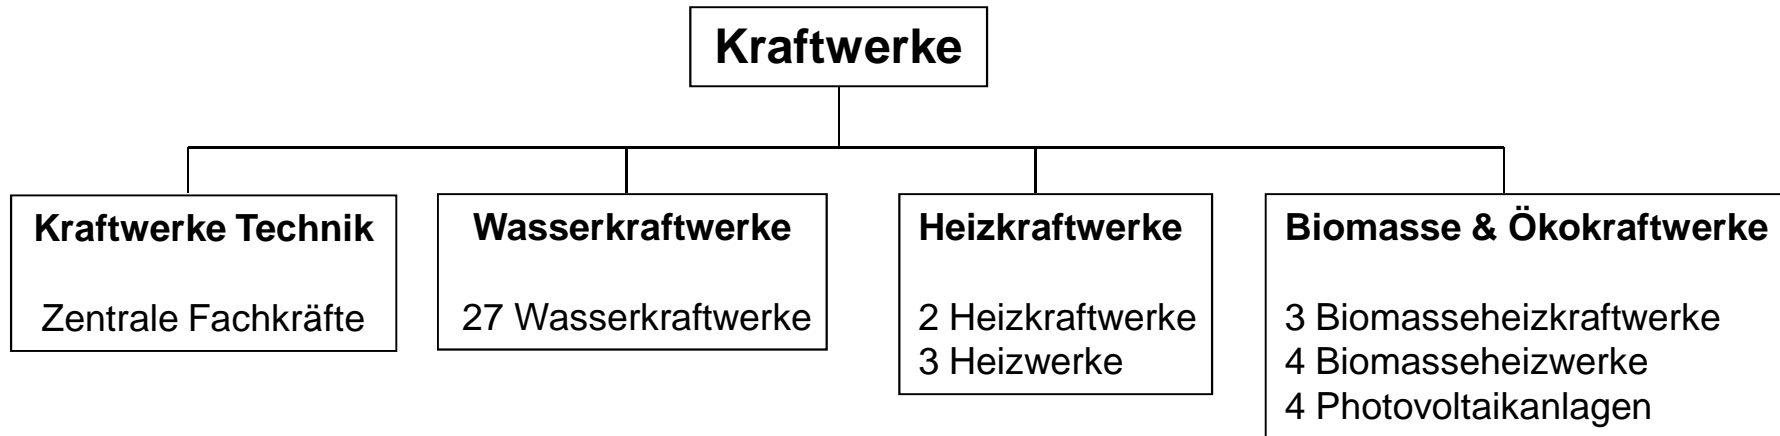 Kraftwerke
Kraftwerke Technik
Zentrale Fachkräfte
Wasserkraftwerke
27 Wasserkraftwerke
Heizkraftwerke
2 Heizkraftwerke
3 Heizwerke
Biomasse & Ökokraftwerke
3 Biomasseheizkraftwerke
4 Biomasseheizwerke
4 Photovoltaikanlagen